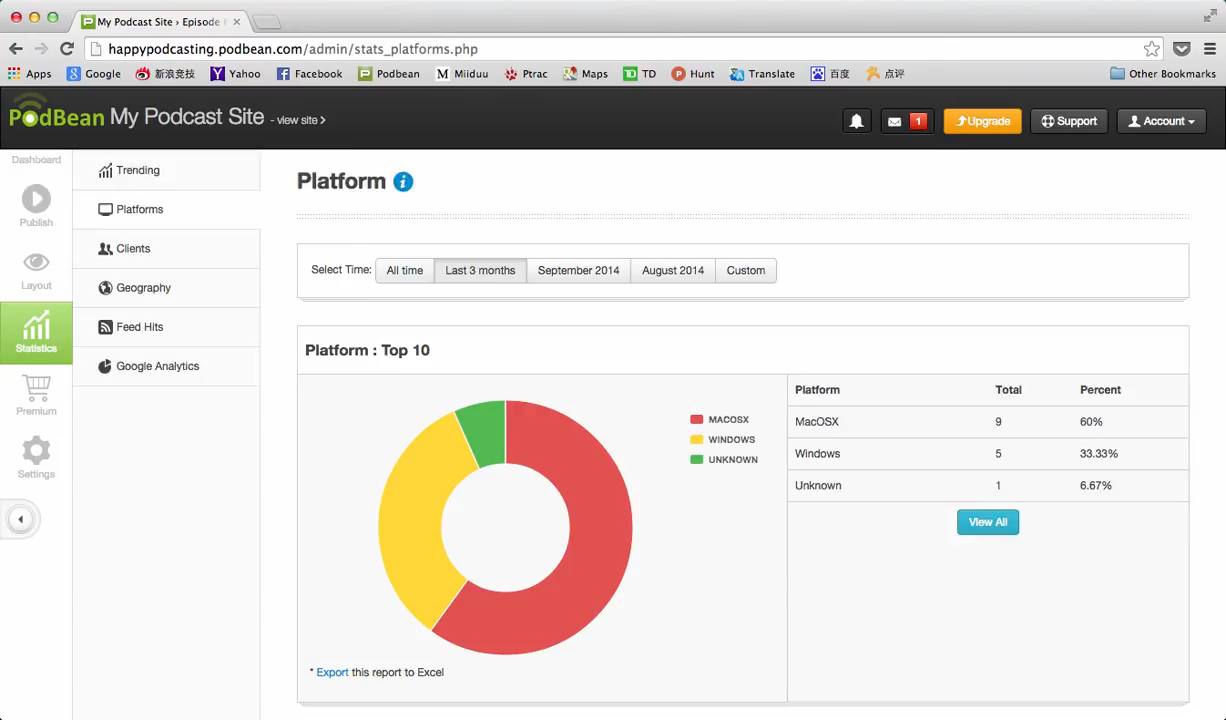 My Podcast Site › Episode
happypodcasting.podbean.com/admin/stats_platforms.php
Apps Google 新浪竞技 Yahoo Facebook Podbean Miiduu Ptrac Maps TD Hunt Translate 百度 点评 Other Bookmarks
PodBean My Podcast Site - view site
1 Upgrade Support Account
Dashboard
Publish
Layout
Statistics
Premium
Settings
Trending
Platforms
Clients
Geography
Feed Hits
Google Analytics
Platform
Select Time: All time Last 3 months September 2014 August 2014 Custom
Platform : Top 10
MACOSX
WINDOWS
UNKNOWN
Platform Total Percent
MacOSX 9 60%
Windows 5 33.33%
Unknown 1 6.67%
View All
* Export this report to Excel